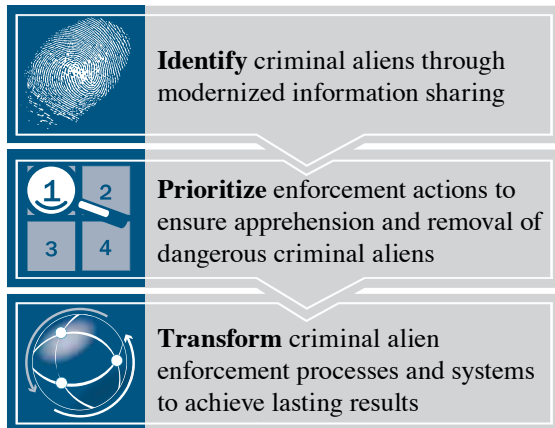 Identify criminal aliens through
modernized information sharing
1
2
3
4
Prioritize enforcement actions to
ensure apprehension and removal of
dangerous criminal aliens
Transform criminal alien
enforcement processes and systems
to achieve lasting results